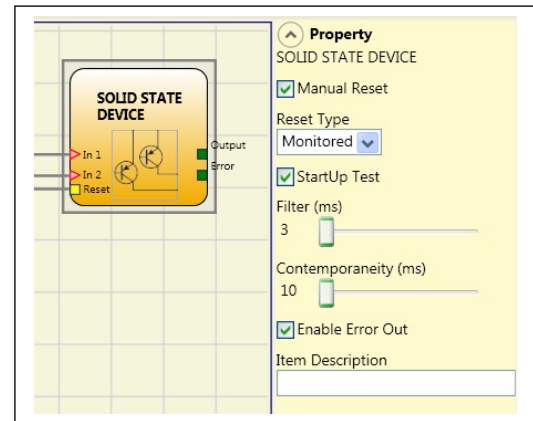 SOLID STATE
DEVICE
In 1
In 2
Reset
Output
Error
Property
SOLID STATE DEVICE
Manual Reset
Reset Type
Monitored
StartUp Test
Filter (ms)
3
Contemporaneity (ms)
10
Enable Error Out
Item Description